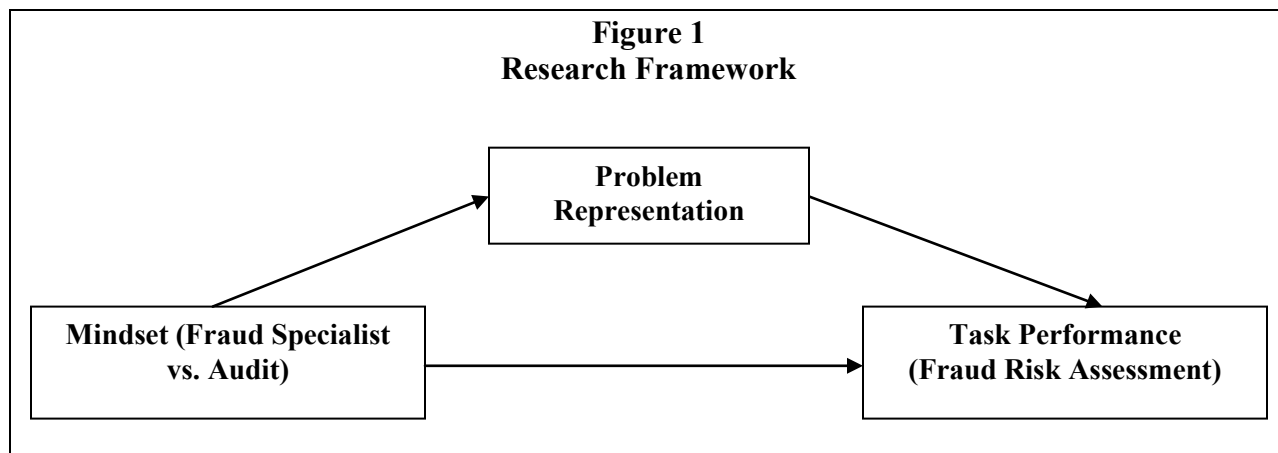 Figure 1
Research Framework
Problem
Representation
Mindset (Fraud Specialist
vs. Audit)
Task Performance
(Fraud Risk Assessment)